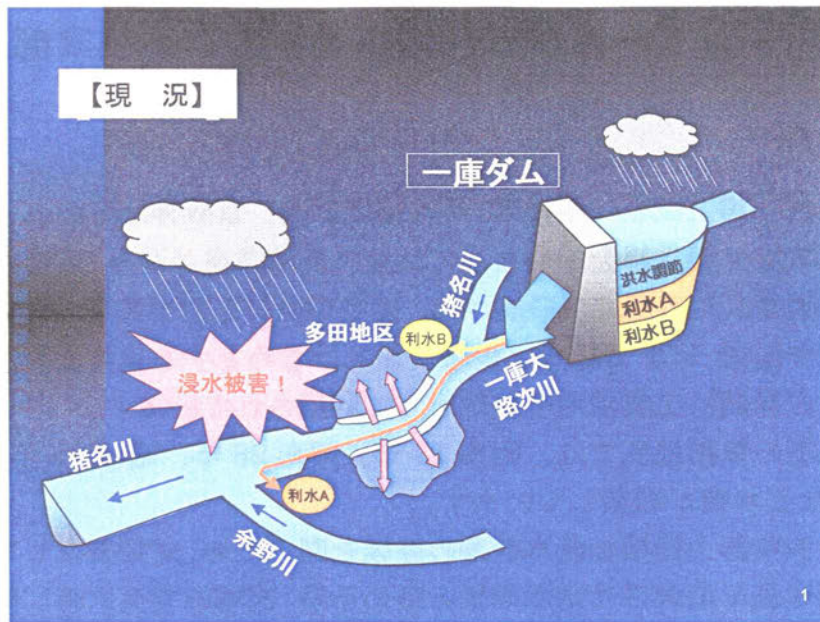 【現　況】
一庫ダム
洪水調節
利水A
利水B
猪名川
多田地区
利水B
浸水被害！
一庫大
路次川
猪名川
利水A
余野川
1